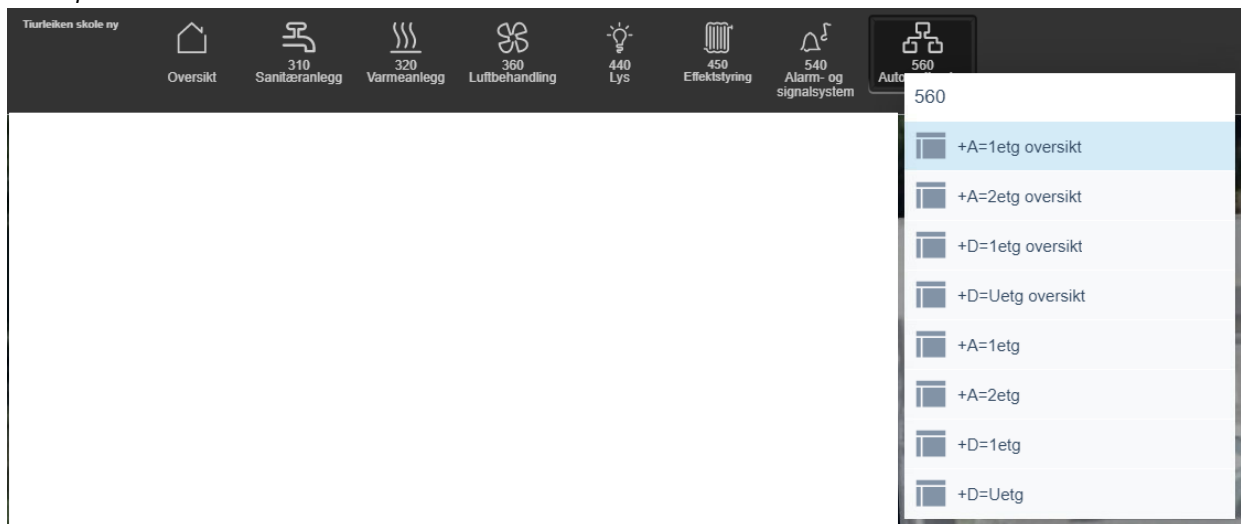 Tiurleiken skole ny
Oversikt
310
Sanitæranlegg
320
Varmeanlegg
360
Luftbehandling
440
Lys
450
Effektstyring
540
Alarm- og
signalsystem
560
560
+A=1etg oversikt
+A=2etg oversikt
+D=1etg oversikt
+D=Uetg oversikt
+A=1etg
+A=2etg
+D=1etg
+D=Uetg